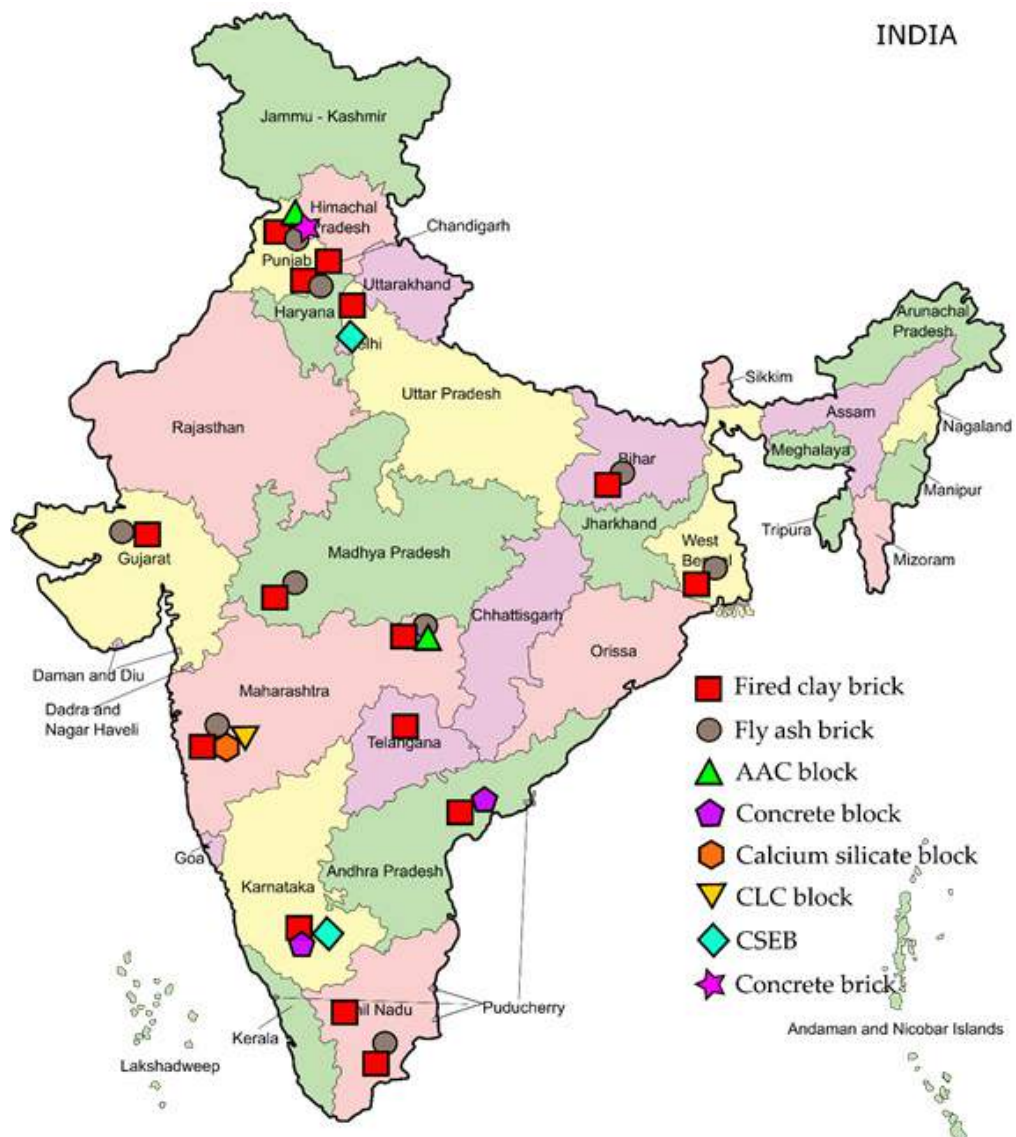 INDIA
Jammu - Kashmir
Himachal
Pradesh
Chandigarh
Punjab
Uttarakhand
Haryana
elhi
Arunachal
Pradesh
Sikkim
Uttar Pradesh
Assam
Rajasthan
Nagaland
Meghalaya
Bihar
Manipur
Jharkhand
Tripura
West
Bengal
Madhya Pradesh
Gujarat
Mizoram
Chhattisgarh
Orissa
Daman and Diu
Maharashtra
Dadra and
Nagar Haveli
Telangana
Goa
Andhra Pradesh
Karnataka
Fired clay brick
Fly ash brick
AAC block
Concrete block
Calcium silicate block
CLC block
CSEB
Concrete brick
Puducherry
il Nadu
Kerala
Lakshadweep
Andaman and Nicobar Islands